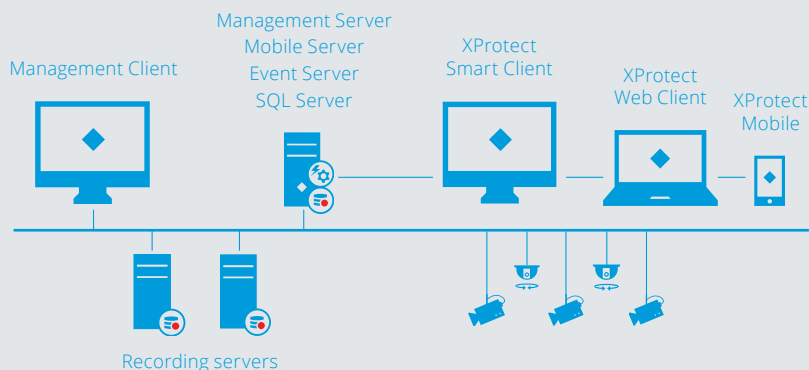 Management Client
Management Server
Mobile Server
Event Server
SQL Server
XProtect
Smart Client
XProtect
Web Client
XProtect
Mobile
Recording servers